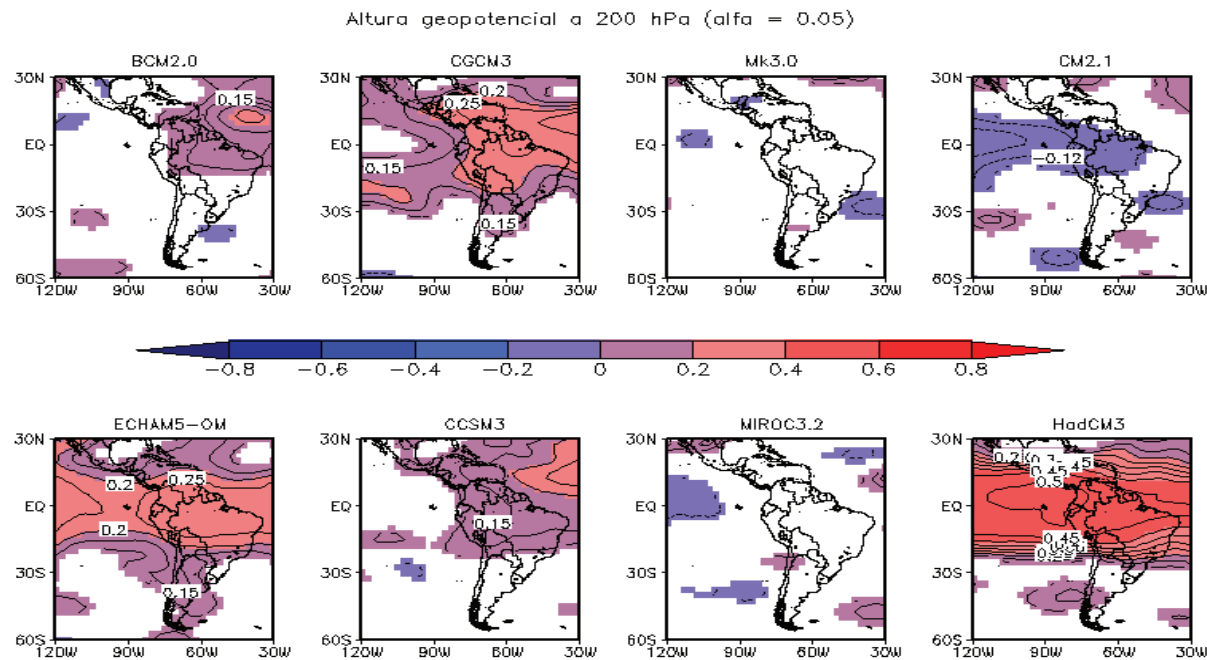 Altura geopotencial a 200 hPa (alfa = 0.05)
BCM2.0 CGCM3 Mk3.0 CM2.1
30N 30N 30N 30N
0.15 0.2 0.25
EQ EQ EQ EQ
0.15 -0.12
30S 30S 30S 30S
0.15
60S 60S 60S 60S
120W 90W 60W 30W 120W 90W 60W 30W 120W 90W 60W 30W 120W 90W 60W 30W
-0.8 -0.6 -0.4 -0.2 0 0.2 0.4 0.6 0.8
ECHAM5-OM CCSM3 MIROC3.2 HadCM3
30N 30N 30N 30N
0.2 0.25 0.2 0.45 0.5
EQ EQ EQ EQ
0.2 0.15 0.45
30S 30S 30S 30S
0.15
60S 60S 60S 60S
120W 90W 60W 30W 120W 90W 60W 30W 120W 90W 60W 30W 120W 90W 60W 30W